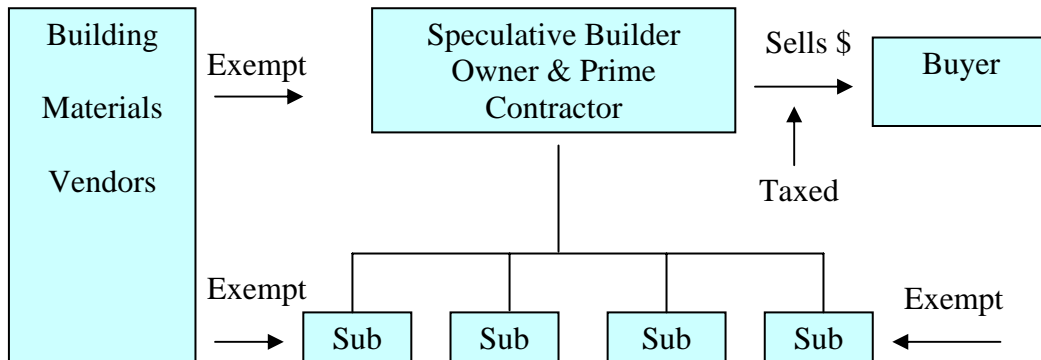 Building
Materials
Vendors
Exempt
Speculative Builder
Owner & Prime
Contractor
Sells $
Buyer
Taxed
Exempt
Sub
Sub
Sub
Sub
Exempt